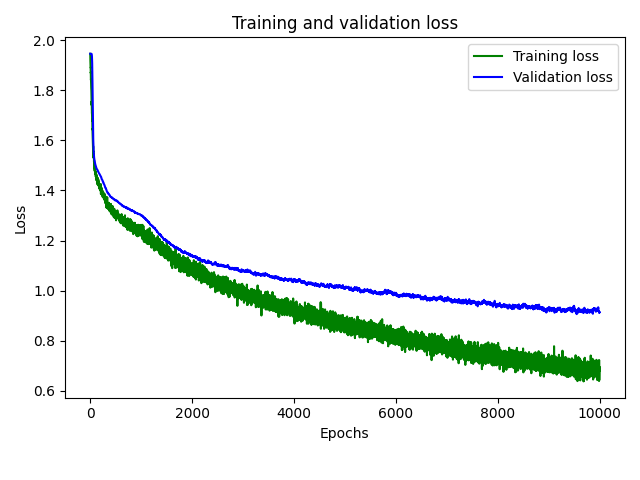 Training and validation loss
Training loss
Validation loss
Loss
2.0
1.8
1.6
1.4
1.2
1.0
0.8
0.6
0 2000 4000 6000 8000 10000
Epochs